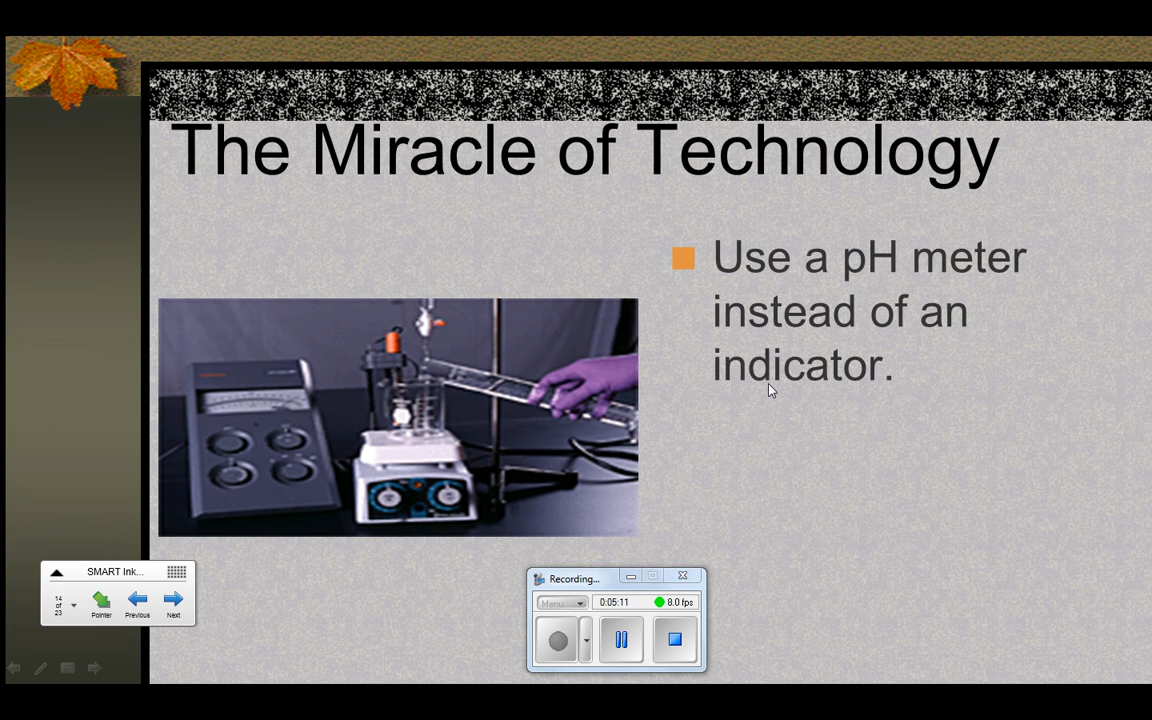 The Miracle of Technology
Use a pH meter
instead of an
indicator.
SMART Ink...
14
of
23
Pointer
Previous
Next
Recording...
Menu
0:05:11
8.0 fps